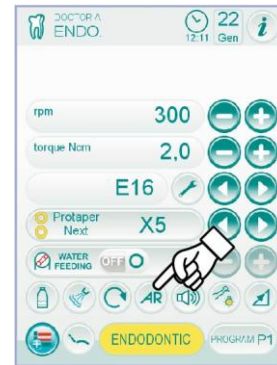 DOCTOR A
ENDO.
12:11
22
Gen
i
rpm 300
torque Ncm 2,0
E16
Protaper
Next X5
WATER
FEEDING OFF
AR
ENDODONTIC
PROGRAM P1